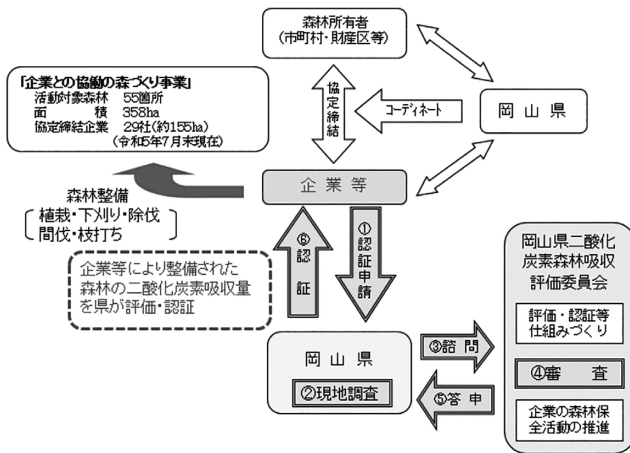 森林所有者
(市町村・財産区等)
「企業との協働の森づくり事業」
活動対象森林 55箇所
面 積 358ha
協定締結企業 29社(約155ha)
(令和5年7月末現在)
協定締結
コーディネート
岡 山 県
企 業 等
森林整備
植栽・下刈り・除伐
間伐・枝打ち
企業等により整備された
森林の二酸化炭素吸収量
を県が評価・認証
⑥認 証
①認証申請
岡山県二酸化
炭素森林吸収
評価委員会
評価・認証等
仕組みづくり
岡 山 県
②現地調査
③諮 問
④審 査
⑤答 申
企業の森林保
全活動の推進